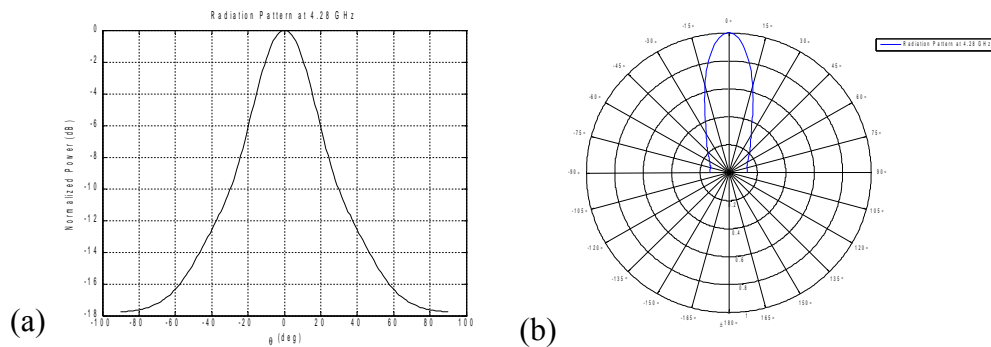 Radiation Pattern at 4.28 GHz
0
-2
-4
-6
-8
-10
-12
-14
-16
-18
Normalized Power (dB)
-100 -80 -60 -40 -20 0 20 40 60 80 100
θ (deg)
(a)
Radiation Pattern at GHz
-15° 0° 15°
-30° 30°
-45° 45°
-60° 60°
-75° 75°
-90° 90°
-105° 105°
-120° 120°
-135° 135°
-150° 150°
-165° ±180° 165°
0.2
0.4
0.6
0.8
1
(b)